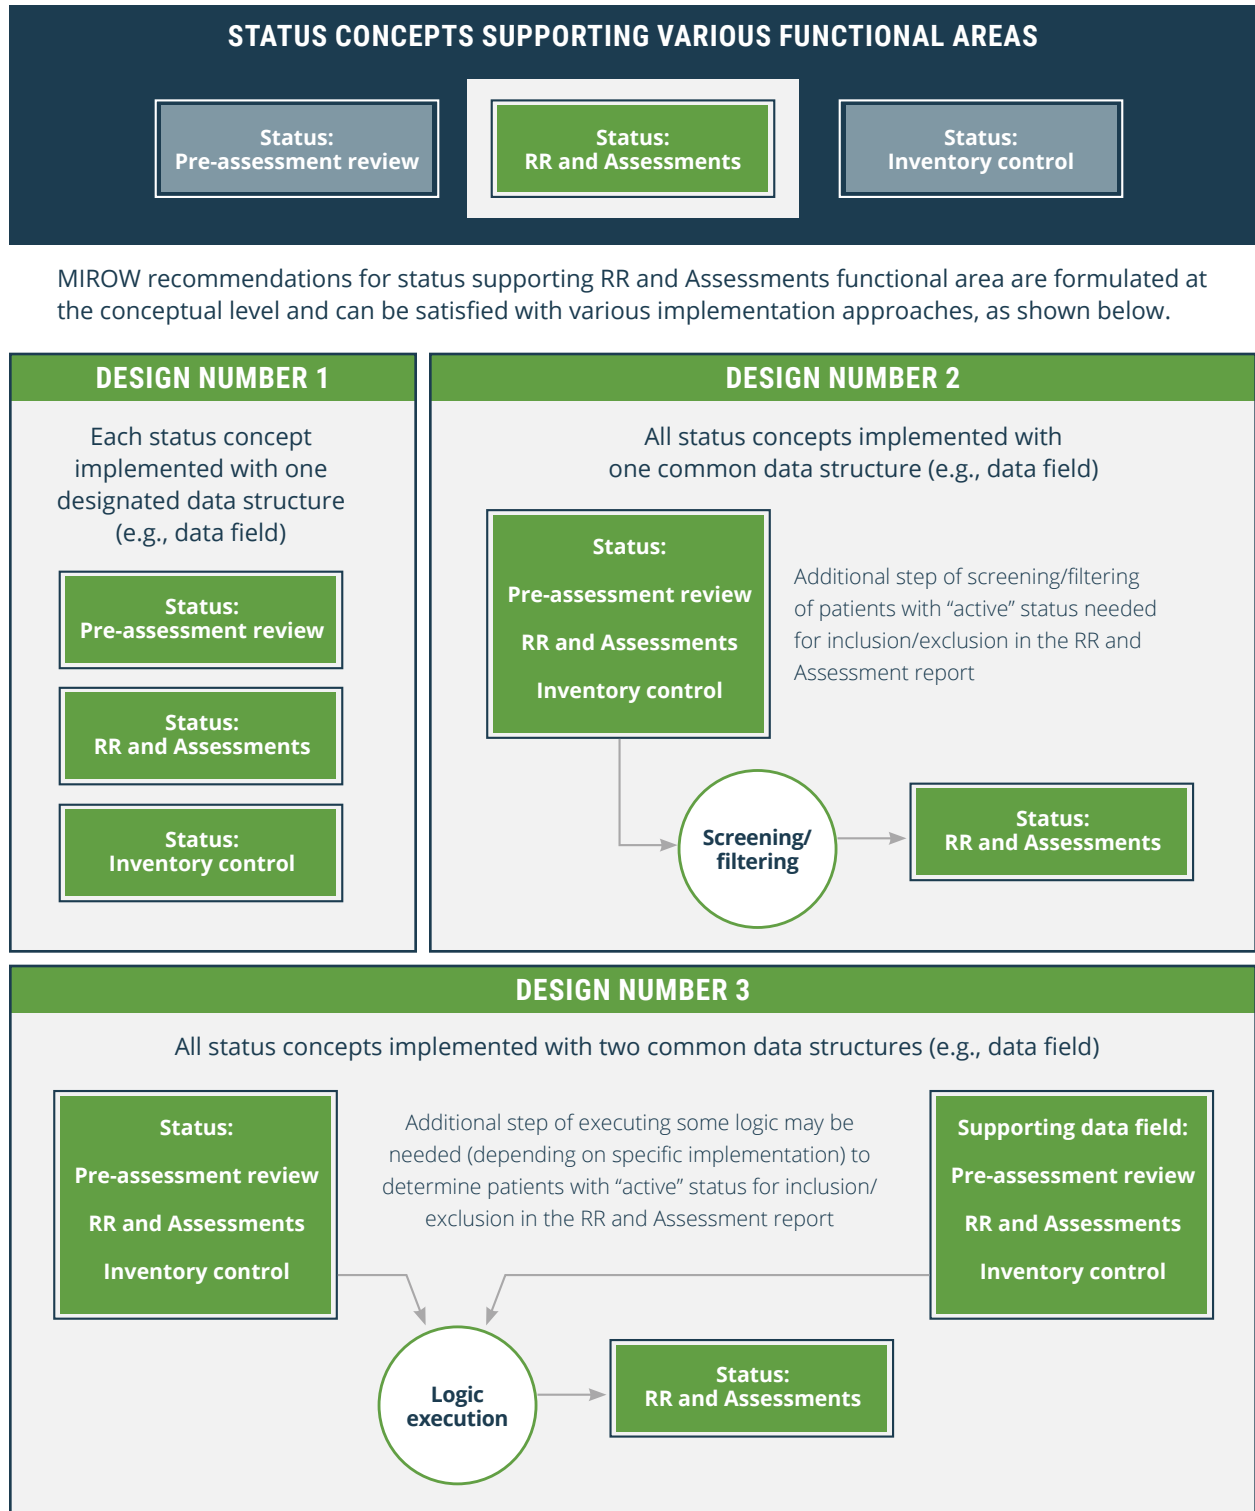 STATUS CONCEPTS SUPPORTING VARIOUS FUNCTIONAL AREAS
Status:
Pre-assessment review
Status:
RR and Assessments
Status:
Inventory control
MIROW recommendations for status supporting RR and Assessments functional area are formulated at
the conceptual level and can be satisfied with various implementation approaches, as shown below.
DESIGN NUMBER 1
Each status concept
implemented with one
designated data structure
(e.g., data field)
Status:
Pre-assessment review
Status:
RR and Assessments
Status:
Inventory control
DESIGN NUMBER 2
All status concepts implemented with
one common data structure (e.g., data field)
Status:
Pre-assessment review
RR and Assessments
Inventory control
Additional step of screening/filtering
of patients with “active” status needed
for inclusion/exclusion in the RR and
Assessment report
Screening/
filtering
Status:
RR and Assessments
DESIGN NUMBER 3
All status concepts implemented with two common data structures (e.g., data field)
Status:
Pre-assessment review
RR and Assessments
Inventory control
Additional step of executing some logic may be
needed (depending on specific implementation) to
determine patients with “active” status for inclusion/
exclusion in the RR and Assessment report
Supporting data field:
Pre-assessment review
RR and Assessments
Inventory control
Logic
execution
Status:
RR and Assessments